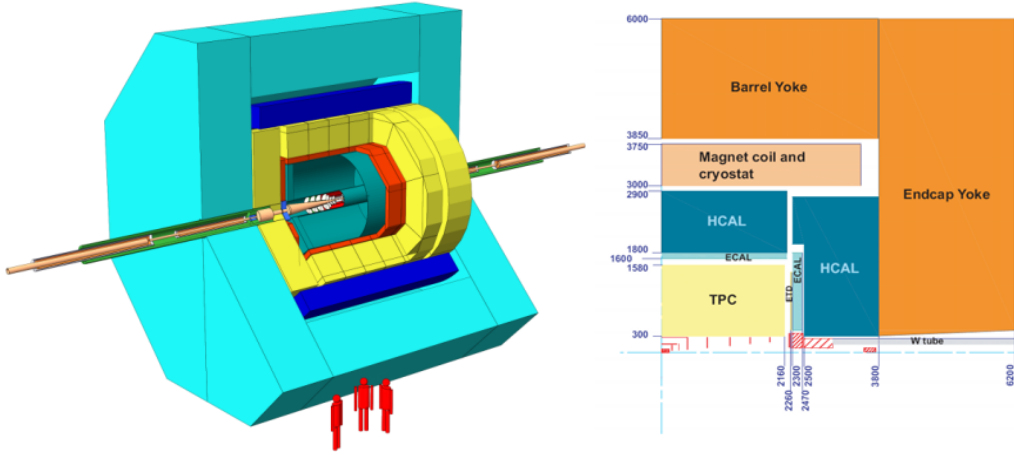 6000
Barrel Yoke
3850
3750
Magnet coil and
cryostat
3000
2900
Endcap Yoke
HCAL
1800
1600
ECAL
1580
ECAL
HCAL
TPC
ETD
300
W tube
2160
2260
2300
2470
2500
3800
6200